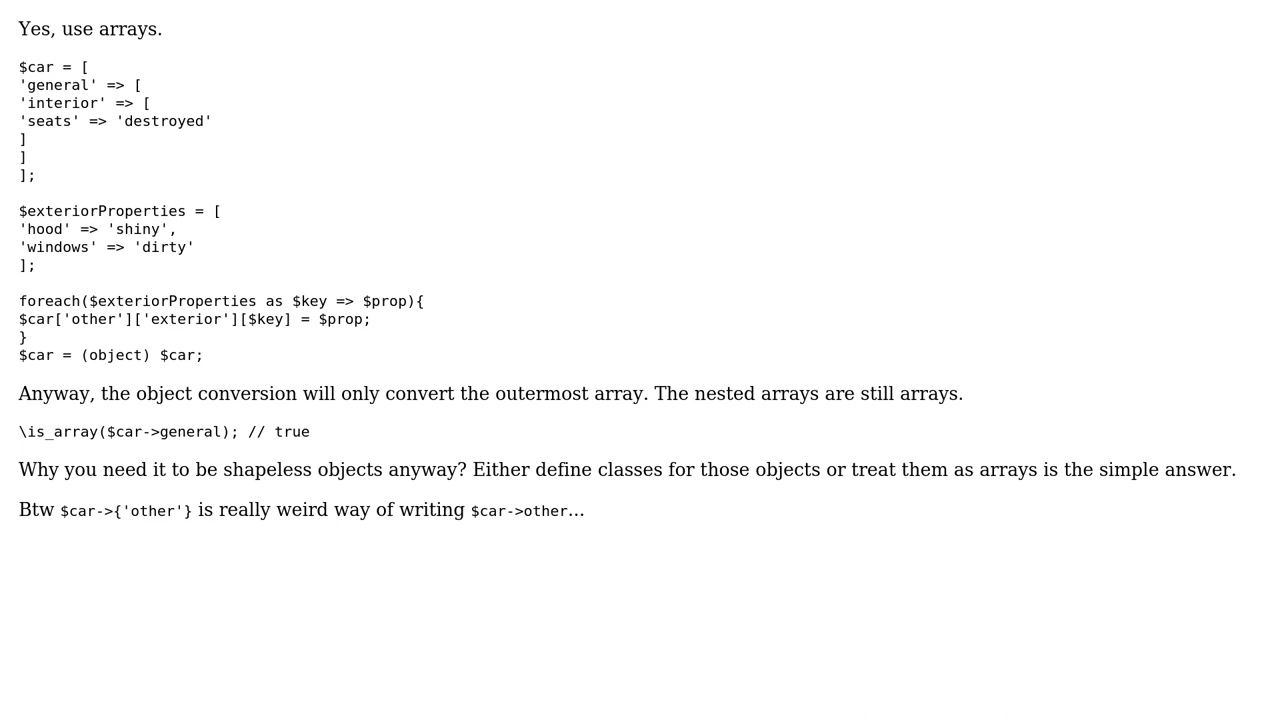 Yes, use arrays.
$car = [
'general' => [
'interior' => [
'seats' => 'destroyed'
]
]
];
$exteriorProperties = [
'hood' => 'shiny',
'windows' => 'dirty'
];
foreach($exteriorProperties as $key => $prop){
$car['other']['exterior'][$key] = $prop;
}
$car = (object) $car;
Anyway, the object conversion will only convert the outermost array. The nested arrays are still arrays.
\is_array($car->general); // true
Why you need it to be shapeless objects anyway? Either define classes for those objects or treat them as arrays is the simple answer.
Btw $car->{'other'} is really weird way of writing $car->other...